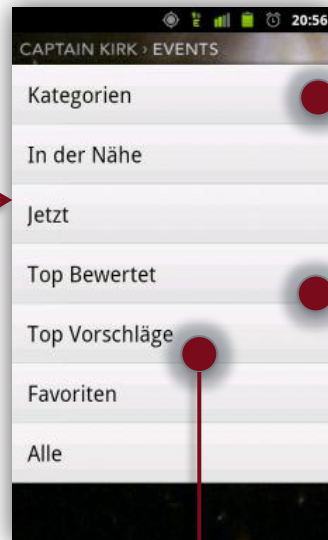 20:56
CAPTAIN KIRK › EVENTS
Kategorien
In der Nähe
Jetzt
Top Bewertet
Top Vorschläge
Favoriten
Alle